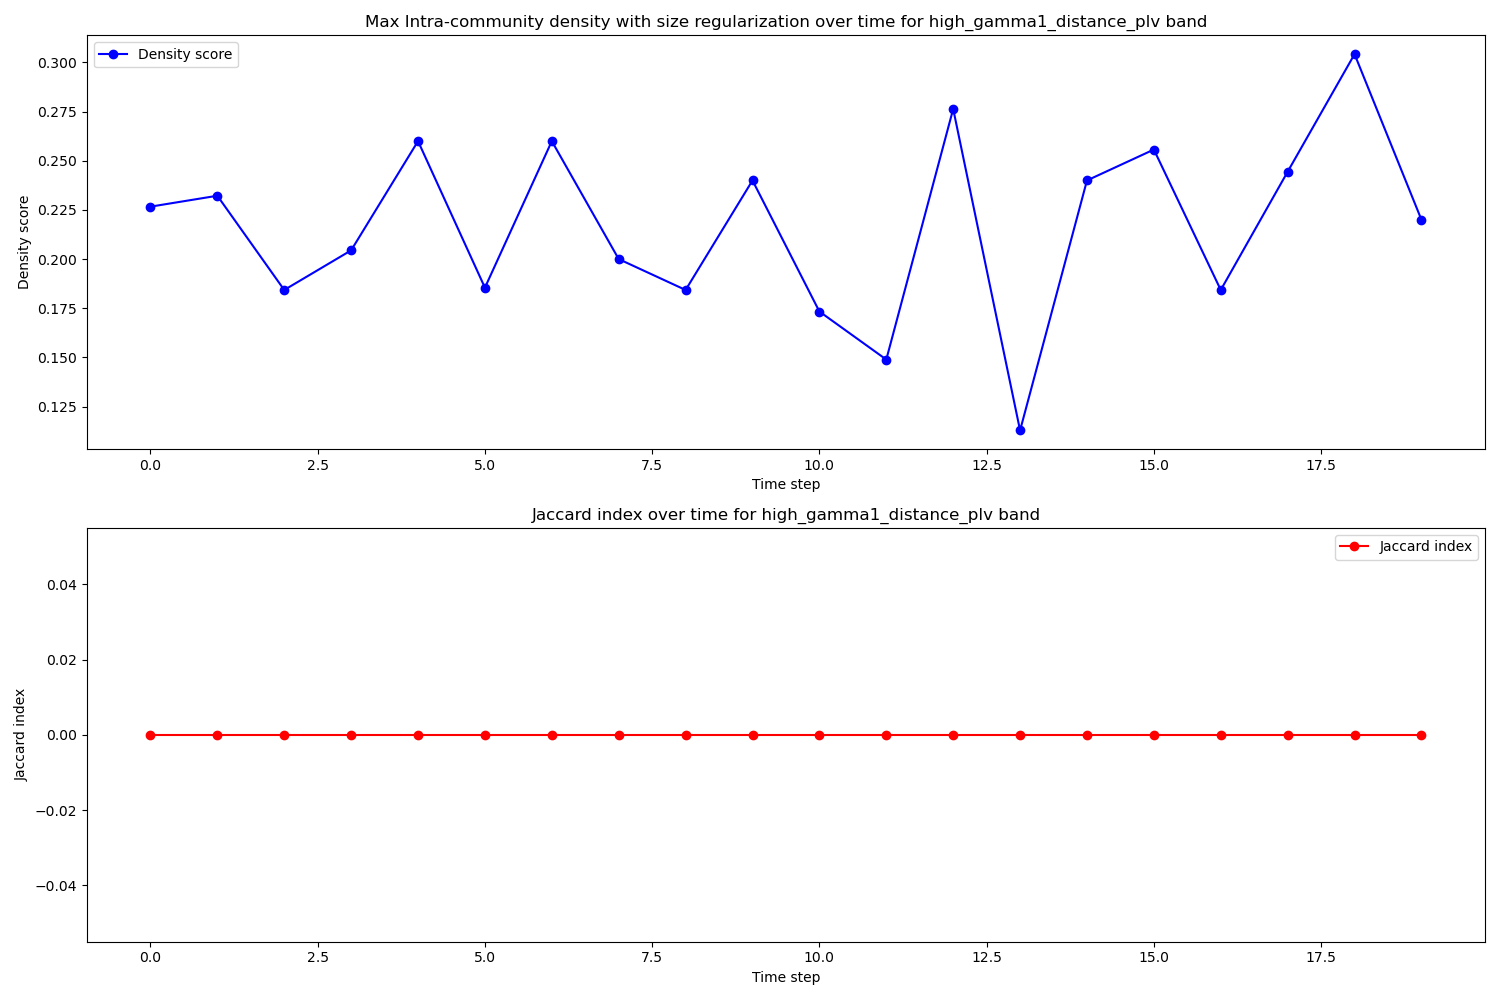 Max Intra-community density with size regularization over time for high_gamma1_distance_plv band
Density score
0.300
0.275
0.250
0.225
0.200
0.175
0.150
0.125
Density score
0.0 2.5 5.0 7.5 10.0 12.5 15.0 17.5
Time step
Jaccard index over time for high_gamma1_distance_plv band
Jaccard index
0.04
0.02
0.00
−0.02
−0.04
Jaccard index
0.0 2.5 5.0 7.5 10.0 12.5 15.0 17.5
Time step